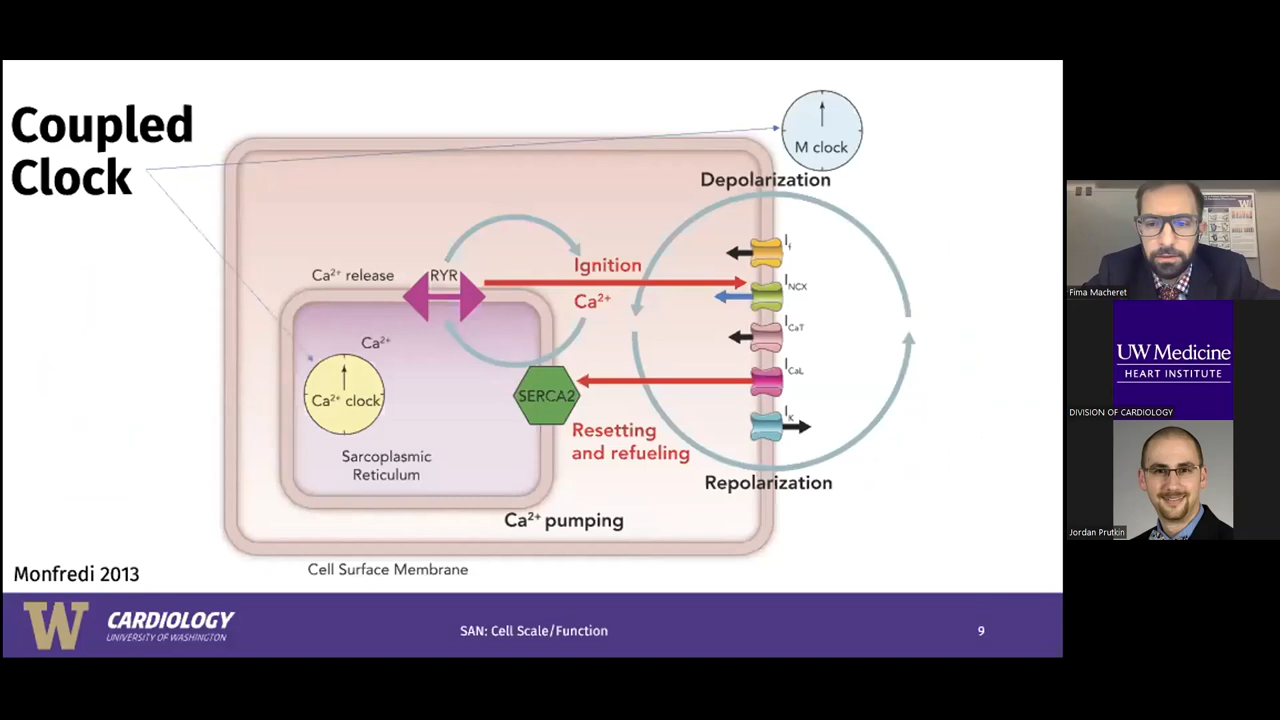 Coupled
Clock
M clock
Depolarization
I_f
Ca²⁺ release
RYR
Ignition
Ca²⁺
I_NCX
I_CaT
Ca²⁺
I_CaL
Ca²⁺ clock
SERCA2
I_K
Resetting
and refueling
Sarcoplasmic
Reticulum
Repolarization
Ca²⁺ pumping
Cell Surface Membrane
Monfredi 2013
W
CARDIOLOGY
UNIVERSITY OF WASHINGTON
SAN: Cell Scale/Function
9
Fima Macheret
UW Medicine
HEART INSTITUTE
DIVISION OF CARDIOLOGY
Jordan Prutkin